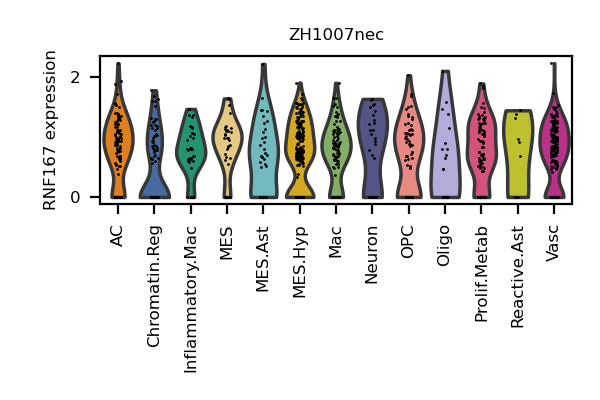 ZH1007nec
RNF167 expression
2
0
AC
Chromatin.Reg
Inflammatory.Mac
MES
MES.Ast
MES.Hyp
Mac
Neuron
OPC
Oligo
Prolif.Metab
Reactive.Ast
Vasc